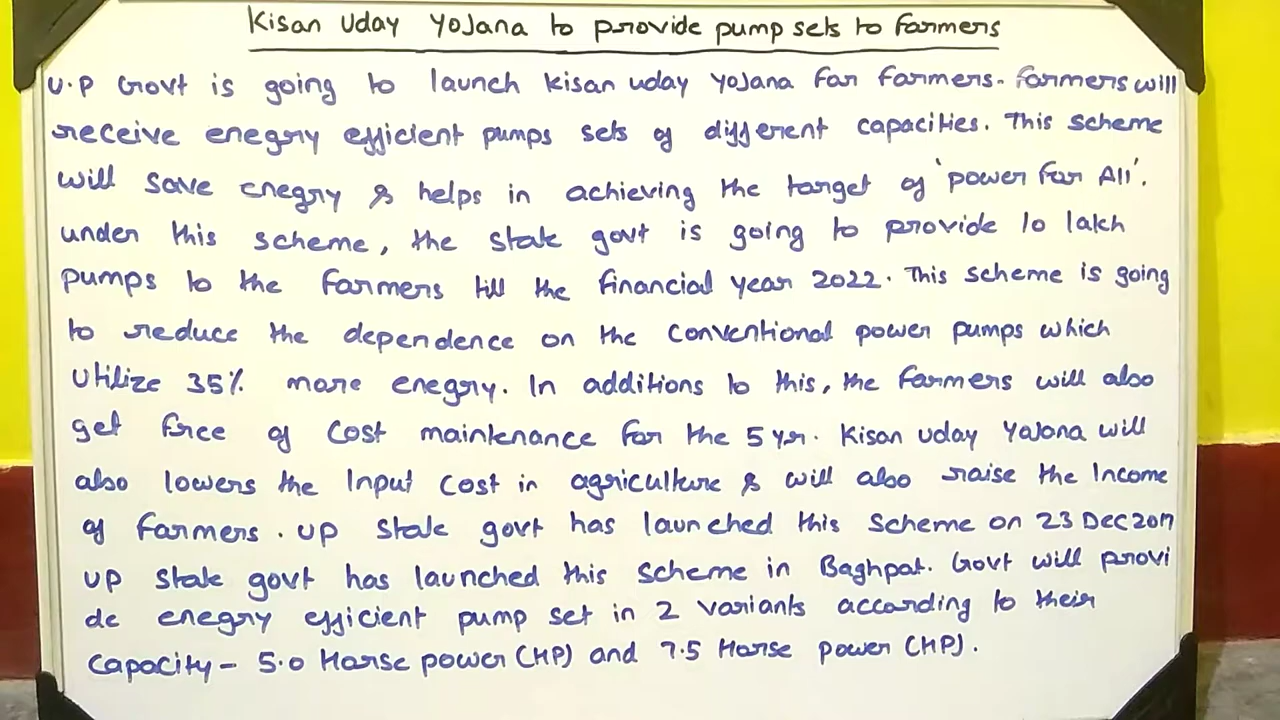 Kisan Uday Yojana to provide pump sets to farmers
U.P Govt is going to launch Kisan uday Yojana for farmers. farmers will
receive enegry efficient pumps sets of different capacities. This scheme
will save enegry & helps in achieving the target of 'power for All'.
under this scheme, the state govt is going to provide 10 lakh
pumps to the farmers till the financial year 2022. This scheme is going
to reduce the dependence on the conventional power pumps which
utilize 35% more enegry. In additions to this, the farmers will also
get free of cost maintenance for the 5 yr. Kisan uday Yojana will
also lowers the Input cost in agriculture & will also raise the Income
of farmers. UP state govt has launched this scheme on 23 Dec 2017
UP state govt has launched this scheme in Baghpat. Govt will provi
de enegry efficient pump set in 2 variants according to their
capacity - 5.0 Horse power (HP) and 7.5 Horse power (HP).